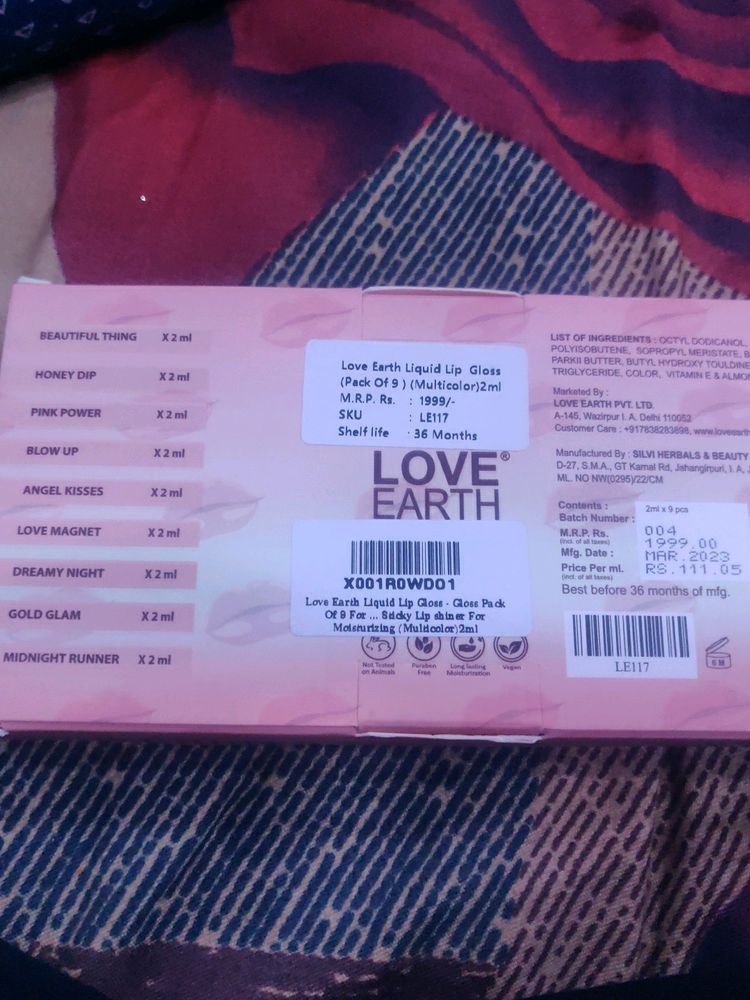 BEAUTIFUL THING X 2 ml
HONEY DIP X 2 ml
PINK POWER X 2 ml
BLOW UP X 2 ml
ANGEL KISSES X 2 ml
LOVE MAGNET X 2 ml
DREAMY NIGHT X 2 ml
GOLD GLAM X 2 ml
MIDNIGHT RUNNER X 2 ml
Love Earth Liquid Lip Gloss
(Pack Of 9 ) (Multicolor)2ml
M.R.P. Rs. : 1999/-
SKU : LE117
Shelf life : 36 Months
LOVE®
EARTH
X001R0WD01
Love Earth Liquid Lip Gloss - Gloss Pack
Of 9 For ... Sticky Lip shiner For
Moisturizing (Multicolor)2ml
Not Tested
on Animals
Paraben
Free
Long lasting
Moisturization
Vegan
LIST OF INGREDIENTS : OCTYL DODICANOL,
POLYISOBUTENE, SOPROPYL MERISTATE,
PARKII BUTTER, BUTYL HYDROXY TOULDINE
TRIGLYCERIDE, COLOR, VITAMIN E &
Marketed By :
LOVE EARTH PVT. LTD.
A-145, Wazirpur I. A. Delhi 110052
Customer Care : +917838283898,
Manufactured By : SILVI HERBALS & BEAUTY
D-27, S.M.A., GT Karnal Rd, Jahangirpuri, I. A.
ML. NO NW(0295)/22/CM
Contents : 2ml x 9 pcs
Batch Number : 004
M.R.P. Rs. 1999.00
(incl. of all taxes)
Mfg. Date : MAR.2023
Price Per ml. RS.111.05
(incl. of all taxes)
Best before 36 months of mfg.
LE117
6 M